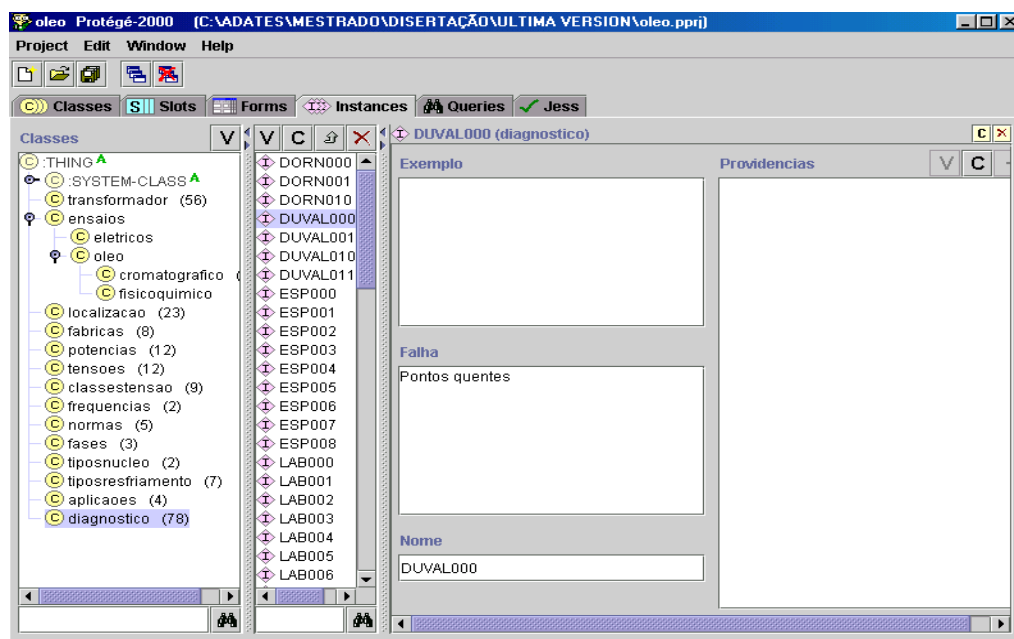 oleo Protégé-2000 (C:\ADATES\MESTRADO\DISERTAÇÃO\ULTIMA VERSION\oleo.pprj)
Project Edit Window Help
C Classes S Slots Forms Instances Queries Jess
Classes V
C :THING A
C :SYSTEM-CLASS A
C transformador (56)
C ensaios
C eletricos
C oleo
C cromatografico (
C fisicoquimico
C localizacao (23)
C fabricas (8)
C potencias (12)
C tensoes (12)
C classestensao (9)
C frequencias (2)
C normas (5)
C fases (3)
C tiposnucleo (2)
C tiposresfriamento (7)
C aplicaoes (4)
C diagnostico (78)
V C
I DORN000
I DORN001
I DORN010
I DUVAL000
I DUVAL001
I DUVAL010
I DUVAL011
I ESP000
I ESP001
I ESP002
I ESP003
I ESP004
I ESP005
I ESP006
I ESP007
I ESP008
I LAB000
I LAB001
I LAB002
I LAB003
I LAB004
I LAB005
I LAB006
I DUVAL000 (diagnostico) C
Exemplo
Falha
Pontos quentes
Nome
DUVAL000
Providencias V C